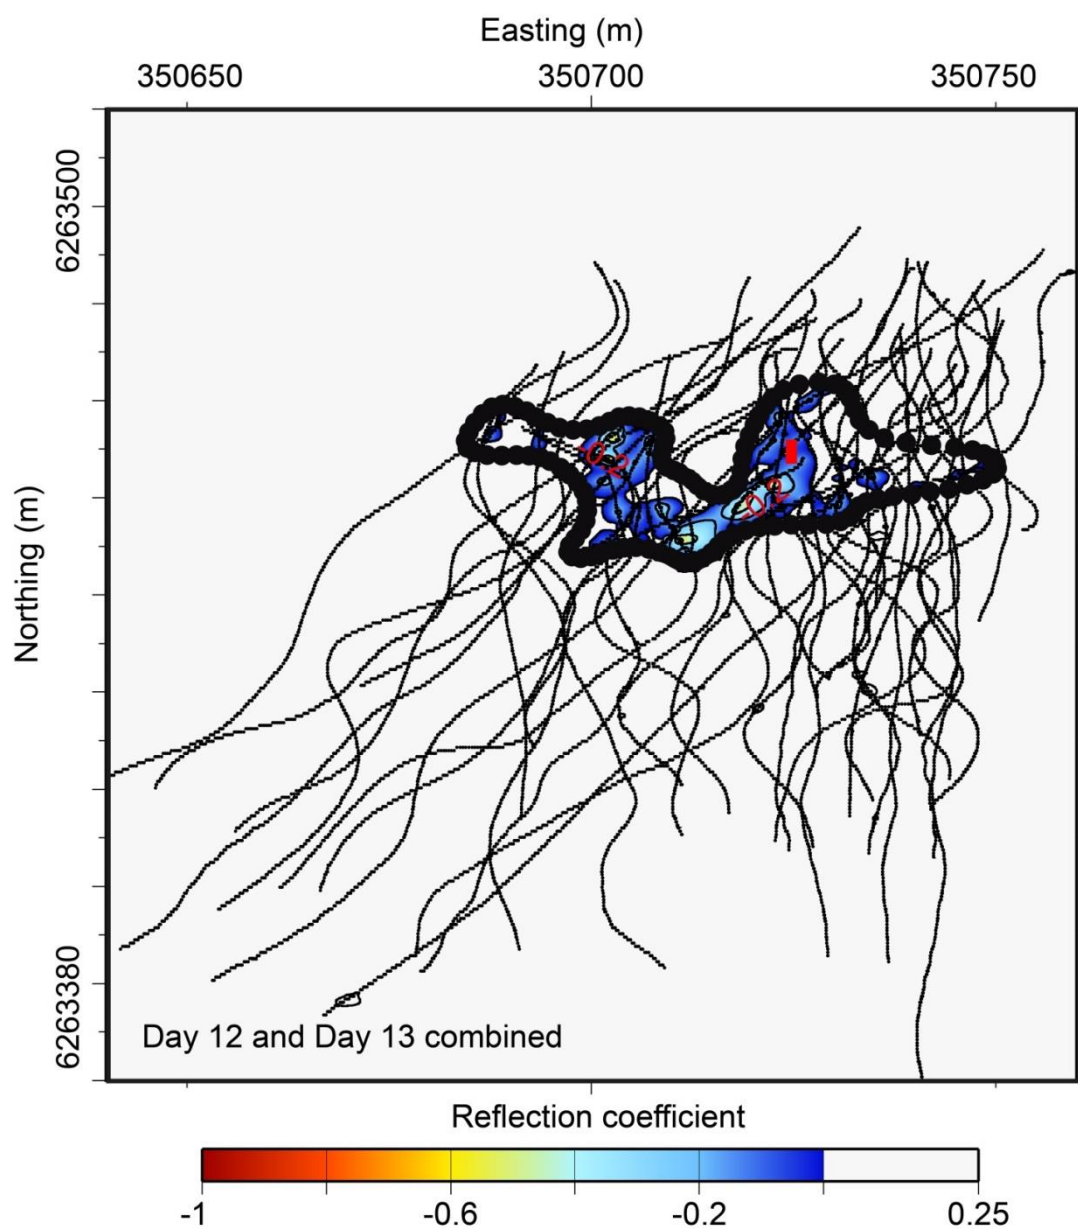 Easting (m)
350650 350700 350750
6263500
Northing (m)
6263380
Day 12 and Day 13 combined
Reflection coefficient
-1 -0.6 -0.2 0.25